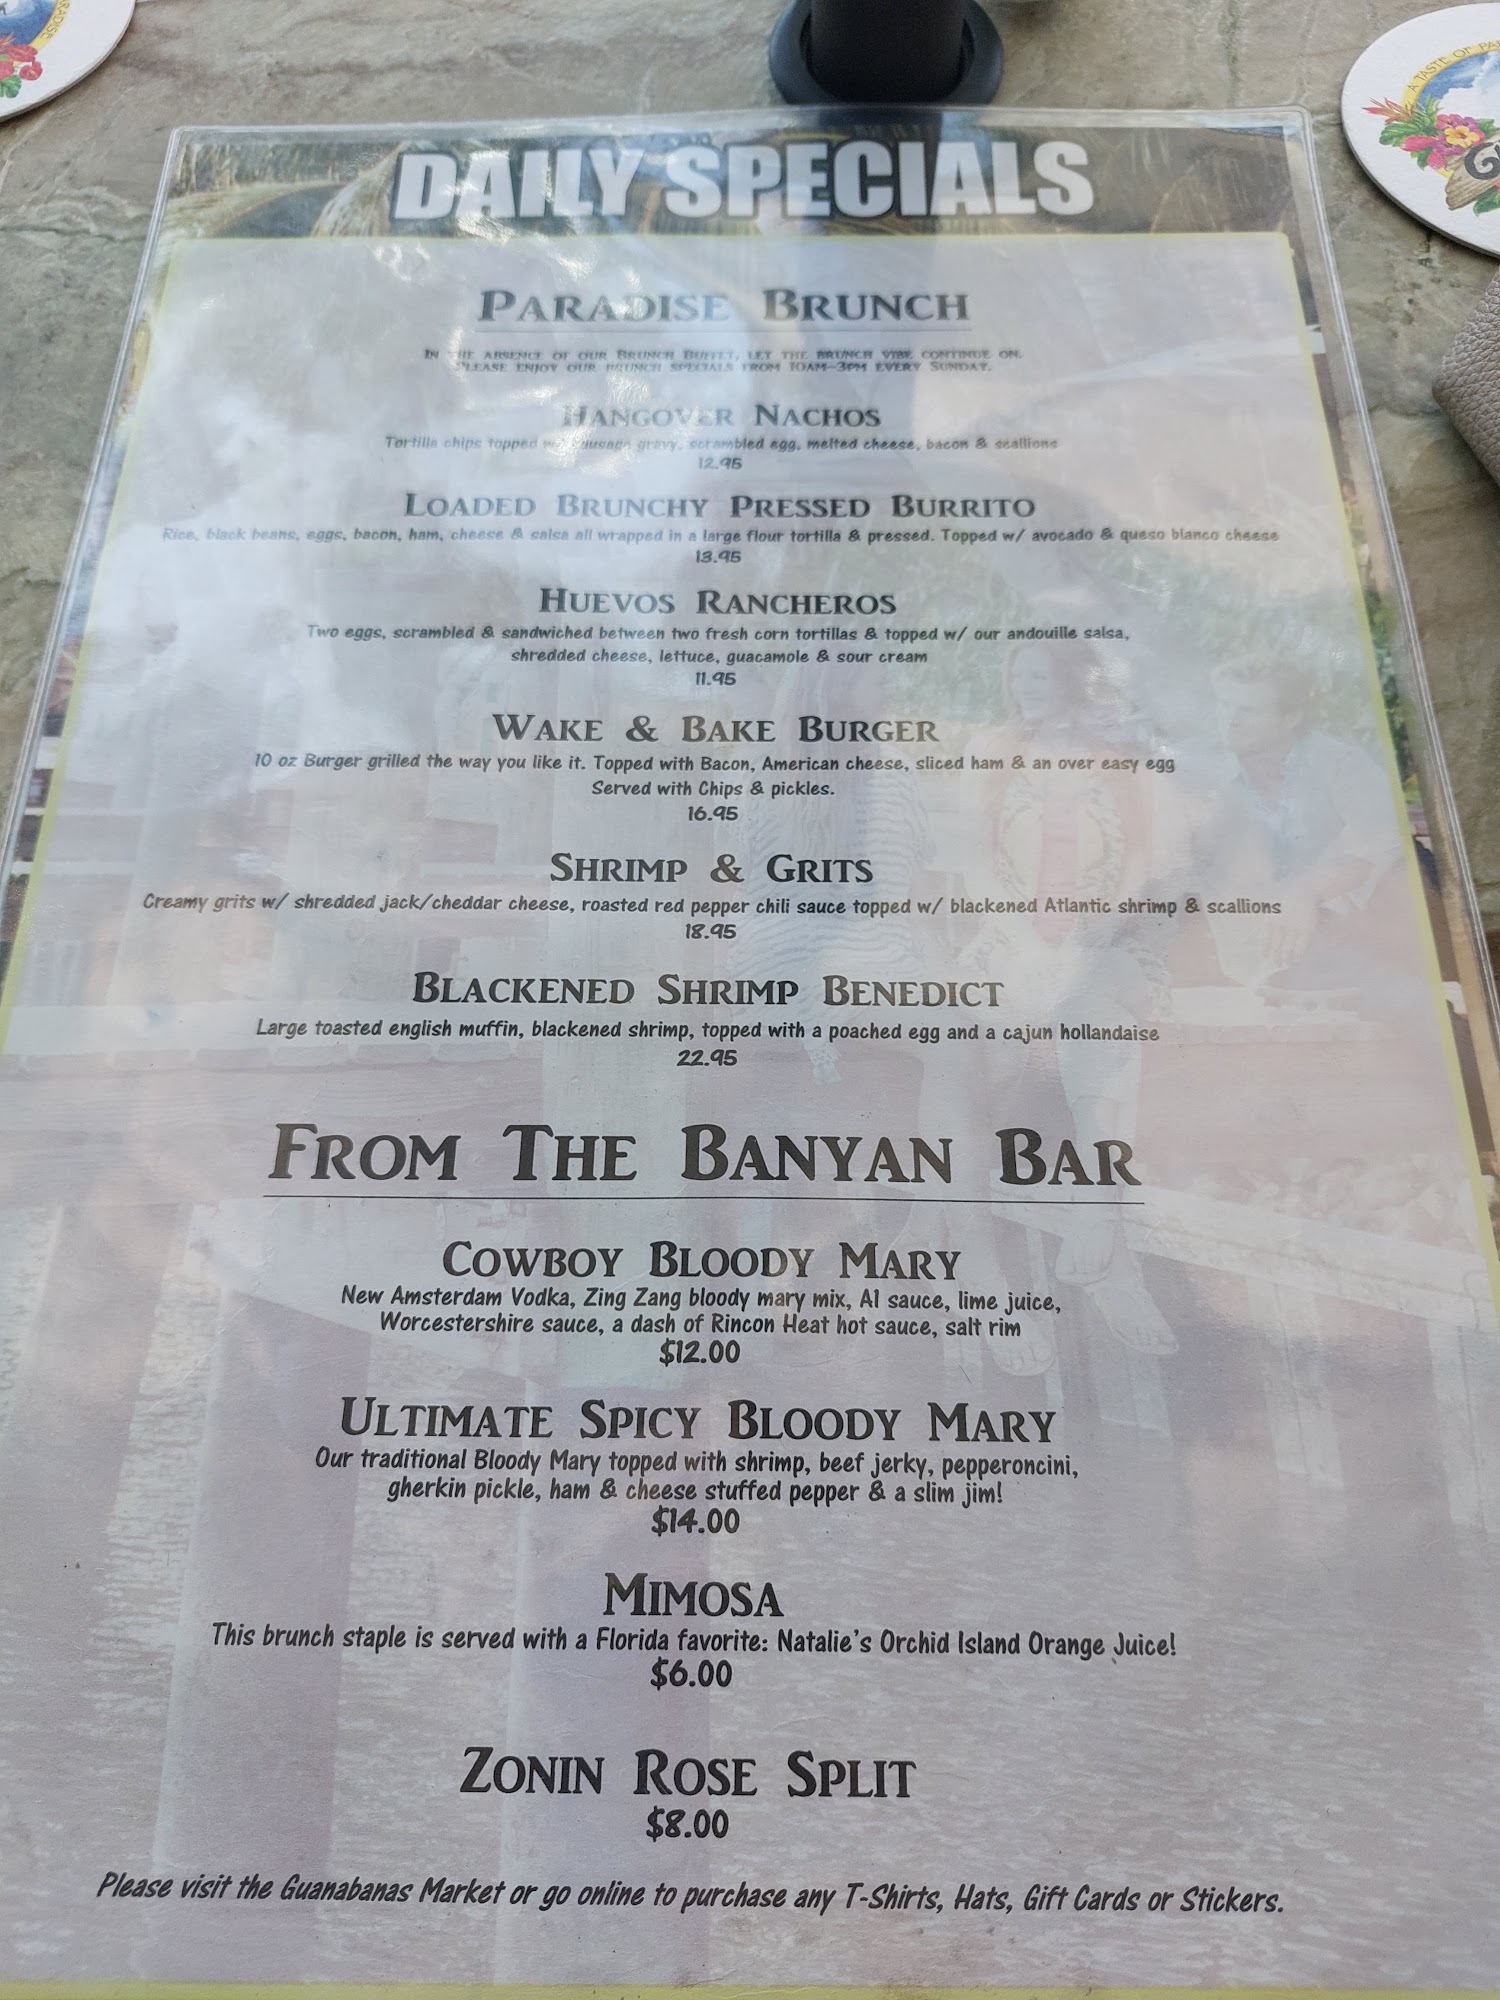 PARADISE
A TASTE OF PA
GU
DAILY SPECIALS
PARADISE BRUNCH
IN THE ABSENCE OF OUR BRUNCH BUFFET, LET THE BRUNCH VIBE CONTINUE ON.
PLEASE ENJOY OUR BRUNCH SPECIALS FROM 10AM-3PM EVERY SUNDAY.
HANGOVER NACHOS
Tortilla chips topped w/ sausage gravy, scrambled egg, melted cheese, bacon & scallions
12.95
LOADED BRUNCHY PRESSED BURRITO
Rice, black beans, eggs, bacon, ham, cheese & salsa all wrapped in a large flour tortilla & pressed. Topped w/ avocado & queso blanco cheese
13.95
HUEVOS RANCHEROS
Two eggs, scrambled & sandwiched between two fresh corn tortillas & topped w/ our andouille salsa,
shredded cheese, lettuce, guacamole & sour cream
11.95
WAKE & BAKE BURGER
10 oz Burger grilled the way you like it. Topped with Bacon, American cheese, sliced ham & an over easy egg
Served with Chips & pickles.
16.95
SHRIMP & GRITS
Creamy grits w/ shredded jack/cheddar cheese, roasted red pepper chili sauce topped w/ blackened Atlantic shrimp & scallions
18.95
BLACKENED SHRIMP BENEDICT
Large toasted english muffin, blackened shrimp, topped with a poached egg and a cajun hollandaise
22.95
FROM THE BANYAN BAR
COWBOY BLOODY MARY
New Amsterdam Vodka, Zing Zang bloody mary mix, A1 sauce, lime juice,
Worcestershire sauce, a dash of Rincon Heat hot sauce, salt rim
$12.00
ULTIMATE SPICY BLOODY MARY
Our traditional Bloody Mary topped with shrimp, beef jerky, pepperoncini,
gherkin pickle, ham & cheese stuffed pepper & a slim jim!
$14.00
MIMOSA
This brunch staple is served with a Florida favorite: Natalie's Orchid Island Orange Juice!
$6.00
ZONIN ROSE SPLIT
$8.00
Please visit the Guanabanas Market or go online to purchase any T-Shirts, Hats, Gift Cards or Stickers.